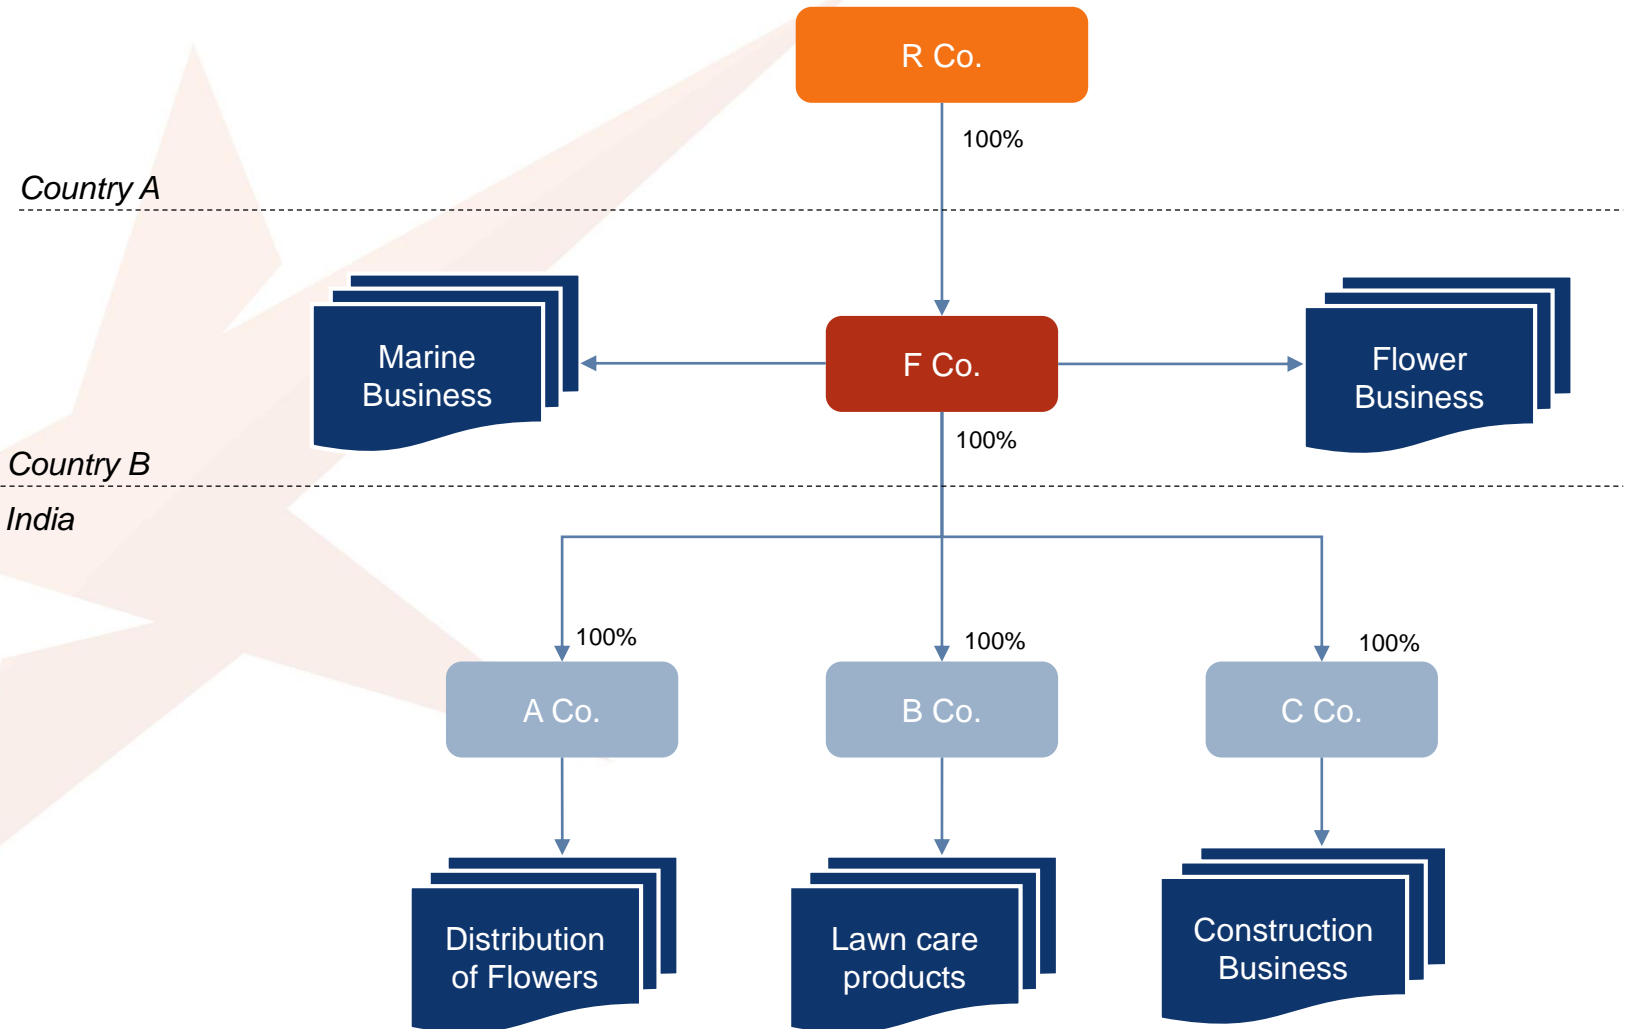 R Co.
100%
Country A
Marine
Business
F Co.
Flower
Business
100%
Country B
India
100%
100%
100%
A Co.
B Co.
C Co.
Distribution
of Flowers
Lawn care
products
Construction
Business